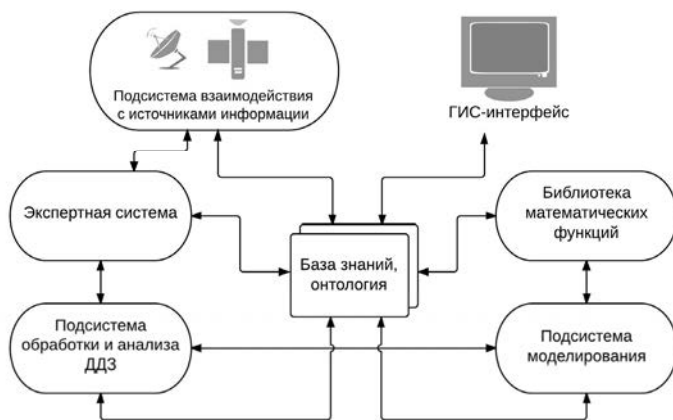 Подсистема взаимодействия
с источниками информации
ГИС-интерфейс
Экспертная система
Библиотека
математических
функций
База знаний,
онтология
Подсистема
обработки и анализа
ДДЗ
Подсистема
моделирования